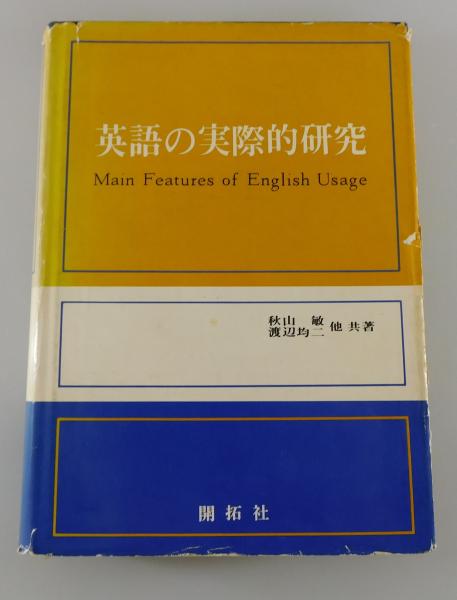 英語の実際的研究
Main Features of English Usage
秋山 敏
渡辺均二 他共著
開拓社